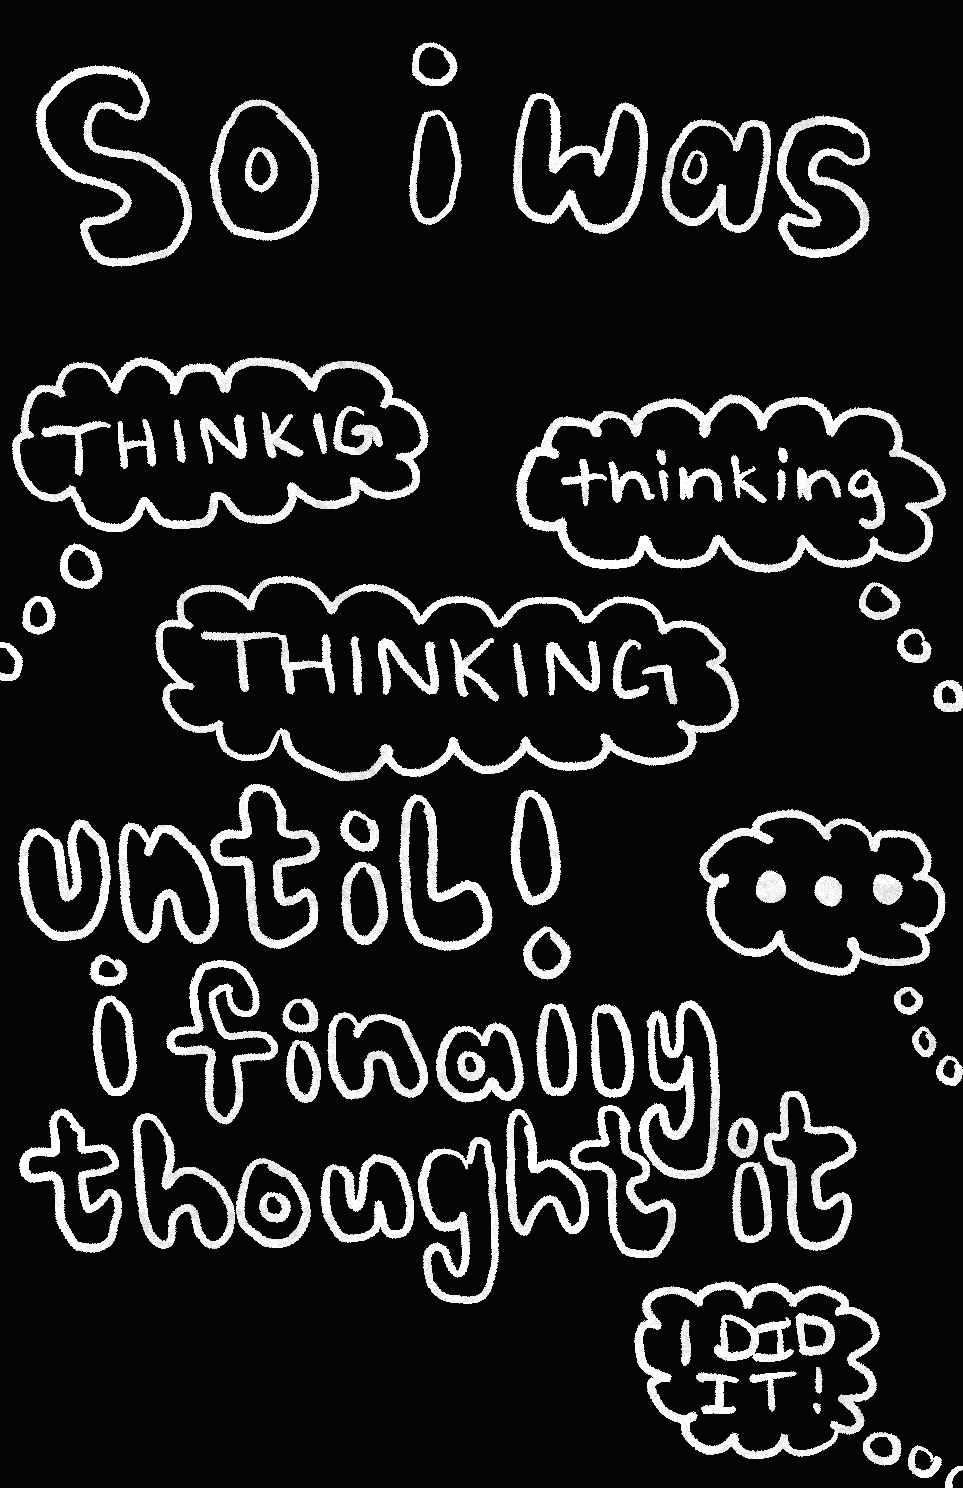 So i was
THINKIG
thinking
THINKING
until!
...
i finally
thought it
I DID
IT!